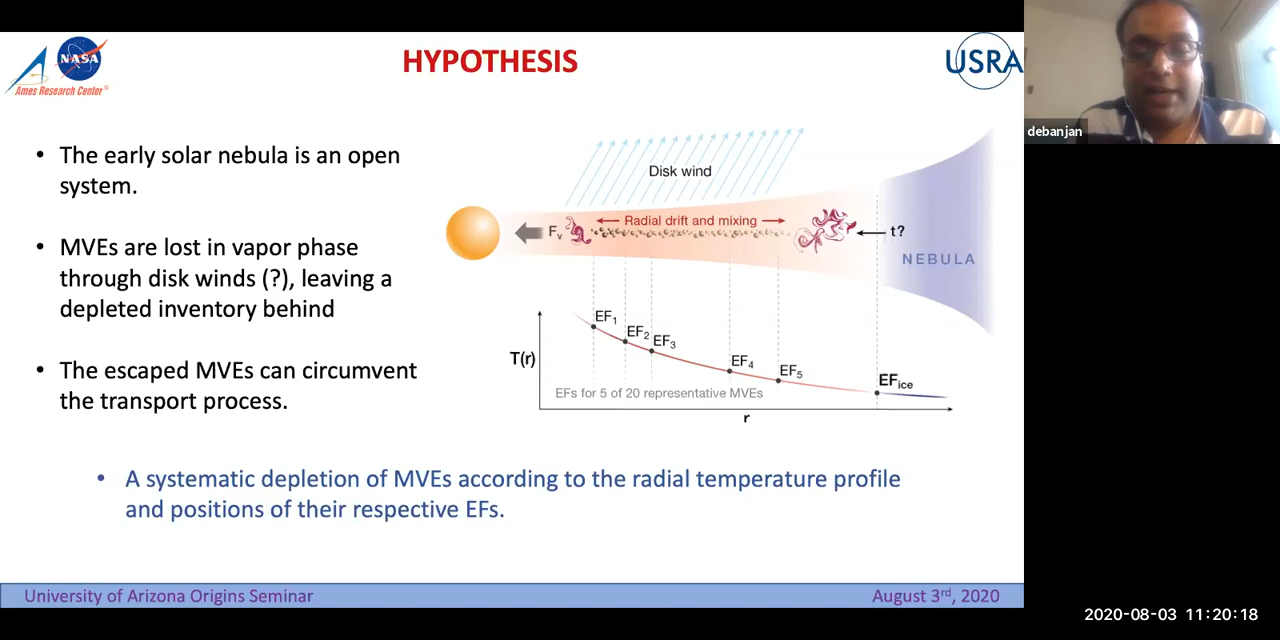 NASA
Ames Research Center
HYPOTHESIS
USRA
debanjan
• The early solar nebula is an open
system.
• MVEs are lost in vapor phase
through disk winds (?), leaving a
depleted inventory behind
• The escaped MVEs can circumvent
the transport process.
Disk wind
Fv
Radial drift and mixing
t?
NEBULA
T(r)
EF1
EF2
EF3
EF4
EF5
EFice
EFs for 5 of 20 representative MVEs
r
• A systematic depletion of MVEs according to the radial temperature profile
and positions of their respective EFs.
University of Arizona Origins Seminar
August 3rd, 2020
2020-08-03 11:20:18